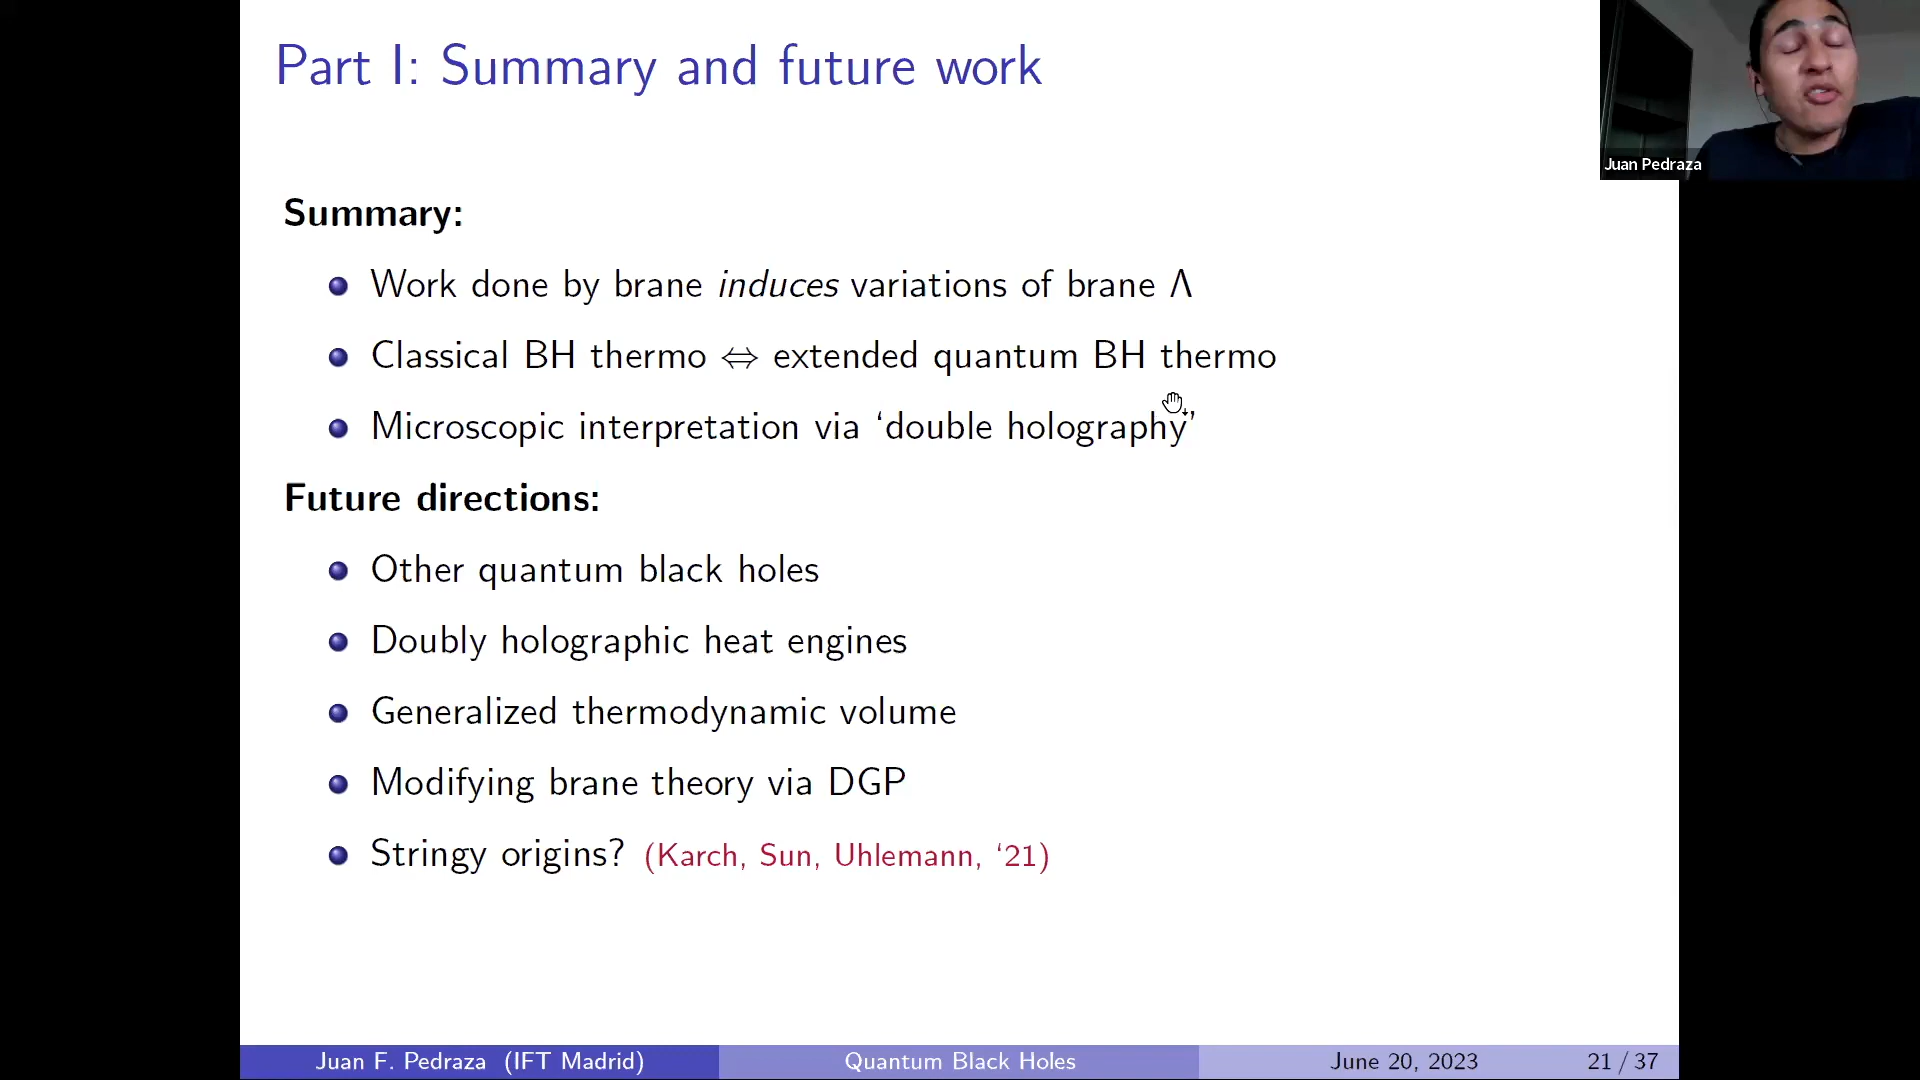 Part I: Summary and future work
Juan Pedraza
Summary:
Work done by brane induces variations of brane Λ
Classical BH thermo ⇔ extended quantum BH thermo
Microscopic interpretation via ‘double holography’
Future directions:
Other quantum black holes
Doubly holographic heat engines
Generalized thermodynamic volume
Modifying brane theory via DGP
Stringy origins? (Karch, Sun, Uhlemann, ‘21)
Juan F. Pedraza (IFT Madrid) Quantum Black Holes June 20, 2023 21 / 37